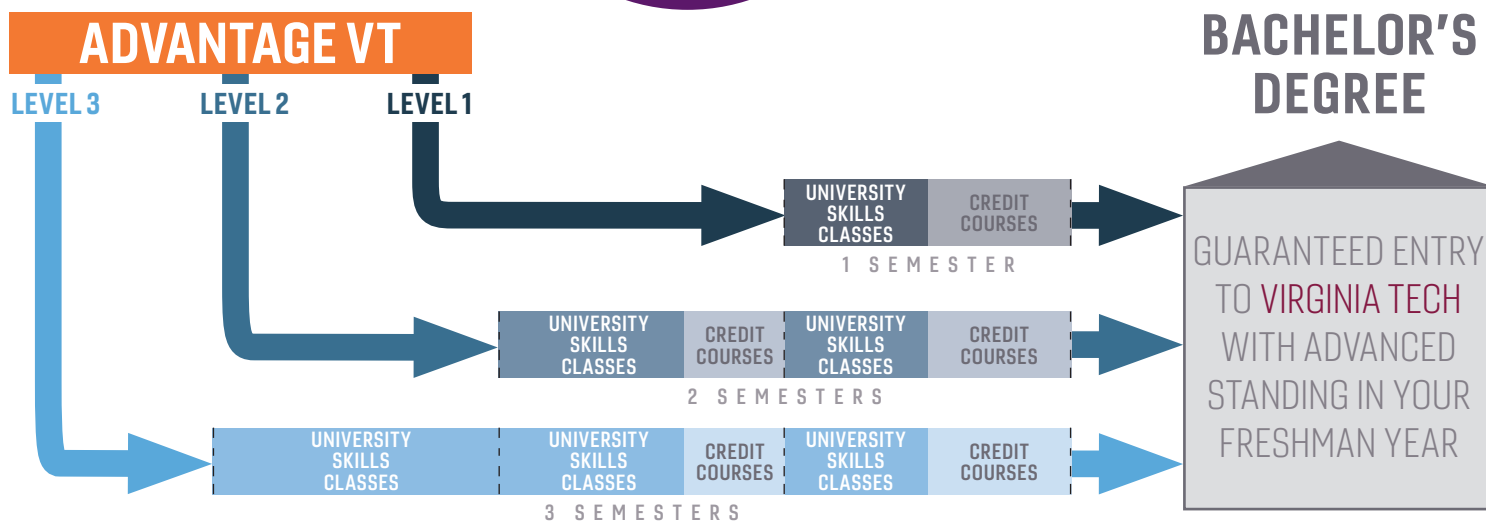 ADVANTAGE VT
LEVEL 3
LEVEL 2
LEVEL 1
UNIVERSITY
SKILLS
CLASSES
CREDIT
COURSES
1 SEMESTER
UNIVERSITY
SKILLS
CLASSES
CREDIT
COURSES
UNIVERSITY
SKILLS
CLASSES
CREDIT
COURSES
2 SEMESTERS
UNIVERSITY
SKILLS
CLASSES
UNIVERSITY
SKILLS
CLASSES
CREDIT
COURSES
UNIVERSITY
SKILLS
CLASSES
CREDIT
COURSES
3 SEMESTERS
BACHELOR'S
DEGREE
GUARANTEED ENTRY
TO VIRGINIA TECH
WITH ADVANCED
STANDING IN YOUR
FRESHMAN YEAR